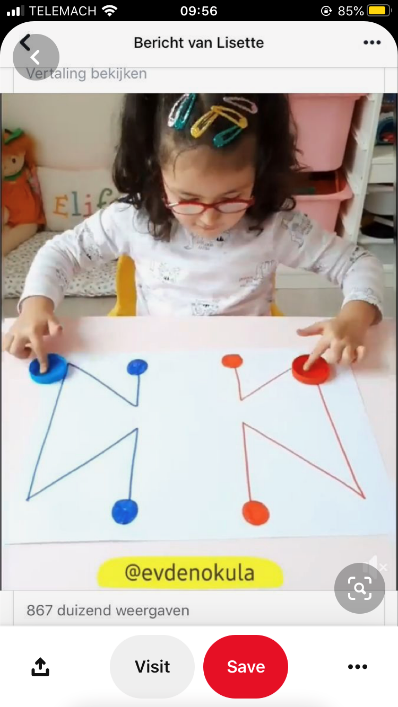 TELEMACH 09:56 85%
Bericht van Lisette
Vertaling bekijken
Elif
@evdenokula
867 duizend weergaven
Visit Save